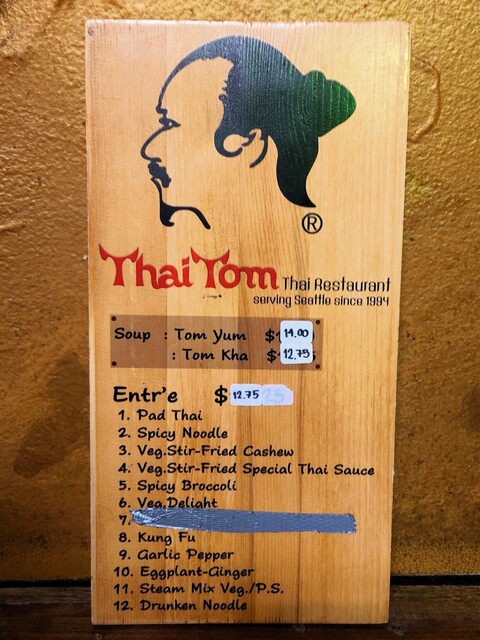 ®
Thai Tom Thai Restaurant
serving Seattle since 1994
Soup : Tom Yum $14.00
: Tom Kha $12.75
Entr'e $12.75
1. Pad Thai
2. Spicy Noodle
3. Veg.Stir-Fried Cashew
4. Veg.Stir-Fried Special Thai Sauce
5. Spicy Broccoli
6. Veg.Delight
7.
8. Kung Fu
9. Garlic Pepper
10. Eggplant-Ginger
11. Steam Mix Veg./P.S.
12. Drunken Noodle